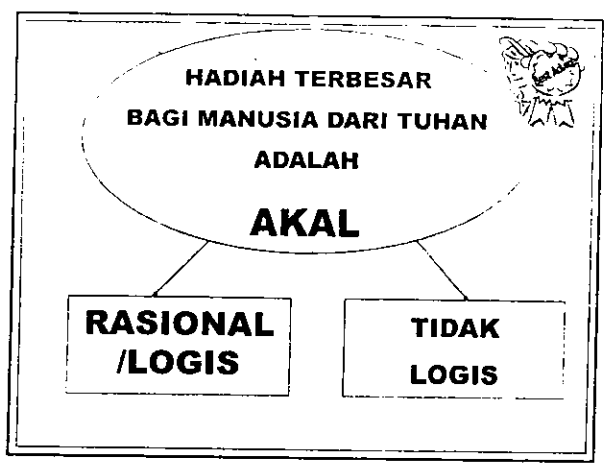 HADIAH TERBESAR
BAGI MANUSIA DARI TUHAN
ADALAH
AKAL
RASIONAL
/LOGIS
TIDAK
LOGIS